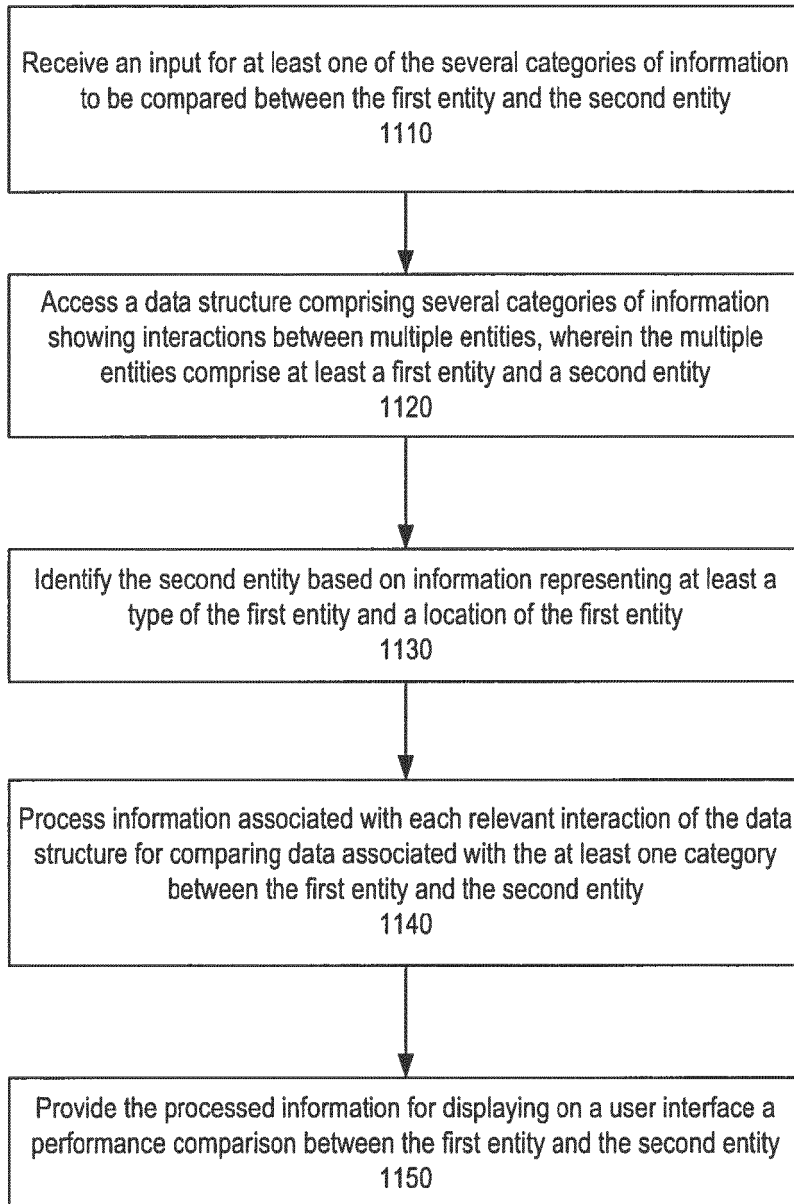 Receive an input for at least one of the several categories of information
to be compared between the first entity and the second entity
1110
Access a data structure comprising several categories of information
showing interactions between multiple entities, wherein the multiple
entities comprise at least a first entity and a second entity
1120
Identify the second entity based on information representing at least a
type of the first entity and a location of the first entity
1130
Process information associated with each relevant interaction of the data
structure for comparing data associated with the at least one category
between the first entity and the second entity
1140
Provide the processed information for displaying on a user interface a
performance comparison between the first entity and the second entity
1150